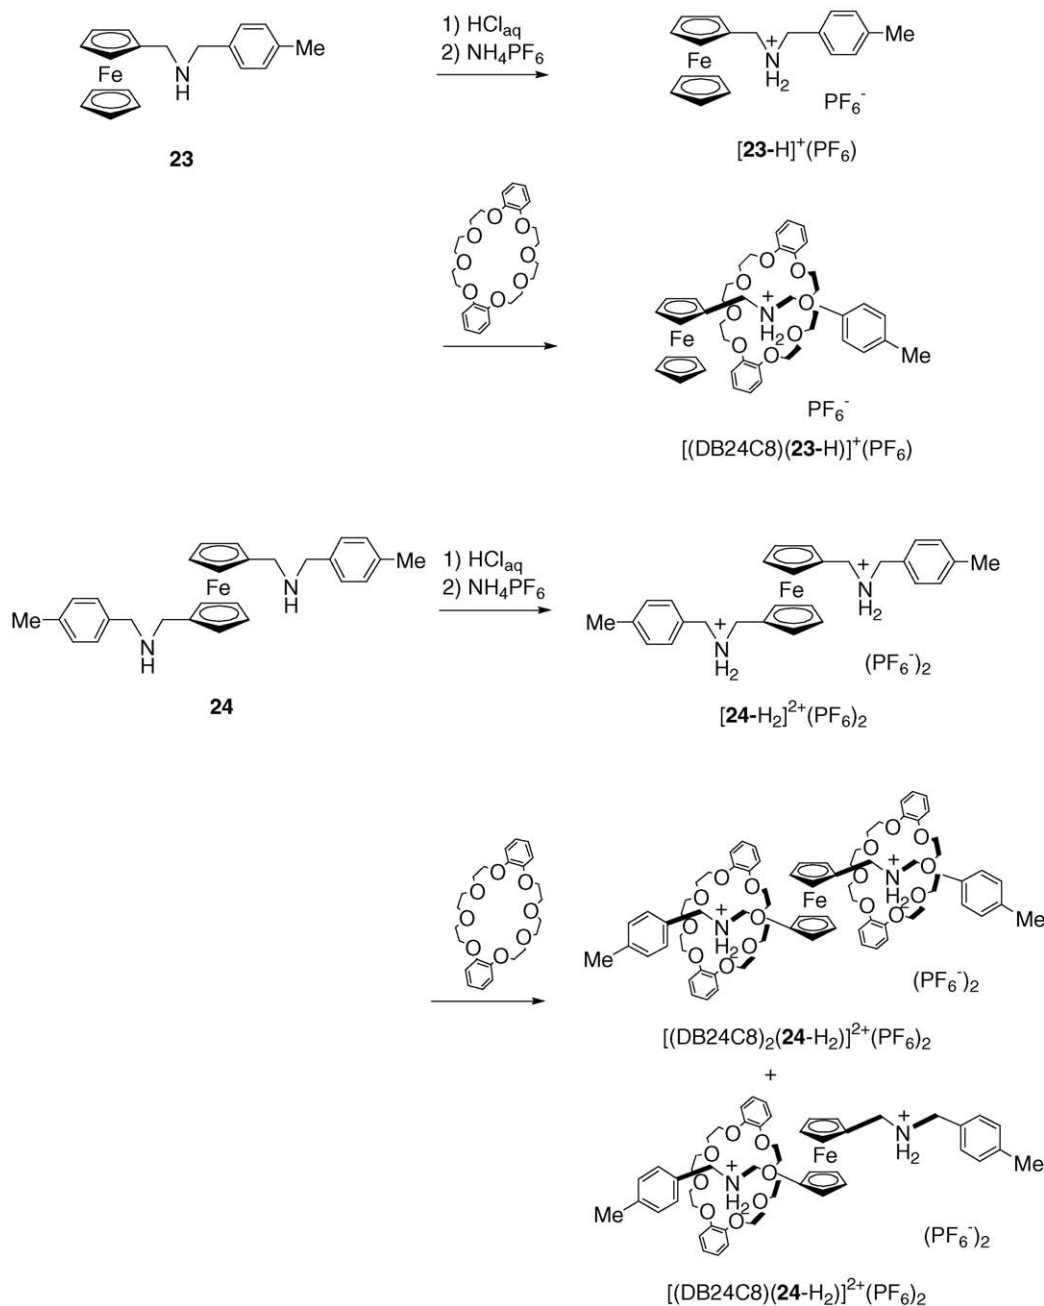 Me
Fe
N
H
23
1) HCl_aq
2) NH₄PF₆
Me
Fe
N⁺
H₂
PF₆⁻
[23-H]⁺(PF₆)
O O
O O
O O
O O
O O
O O
O O
O O
N⁺
H₂
Fe
Me
PF₆⁻
[(DB24C8)(23-H)]⁺(PF₆)
Me
Fe
N
H
Me
N
H
24
1) HCl_aq
2) NH₄PF₆
Me
Fe
N⁺
H₂
Me
N⁺
H₂
(PF₆⁻)₂
[24-H₂]²⁺(PF₆)₂
O O
O O
O O
O O
O O
O O
O O
O O
N⁺
H₂
Fe
Me
O O
O O
O O
O O
N⁺
H₂
Me
(PF₆⁻)₂
[(DB24C8)₂(24-H₂)]²⁺(PF₆)₂
+
O O
O O
O O
O O
N⁺
H₂
Fe
N⁺
H₂
Me
Me
(PF₆⁻)₂
[(DB24C8)(24-H₂)]²⁺(PF₆)₂